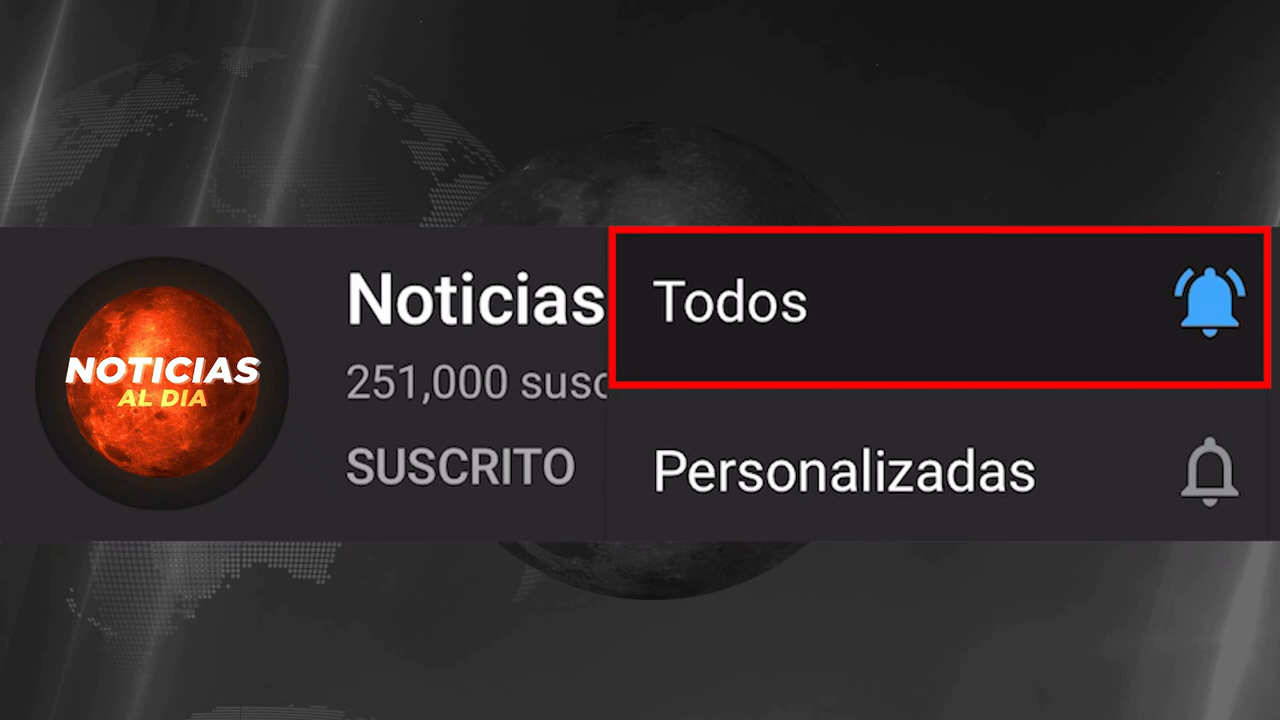 NOTICIAS
AL DIA
Noticias
251,000 susc
SUSCRITO
Todos
Personalizadas